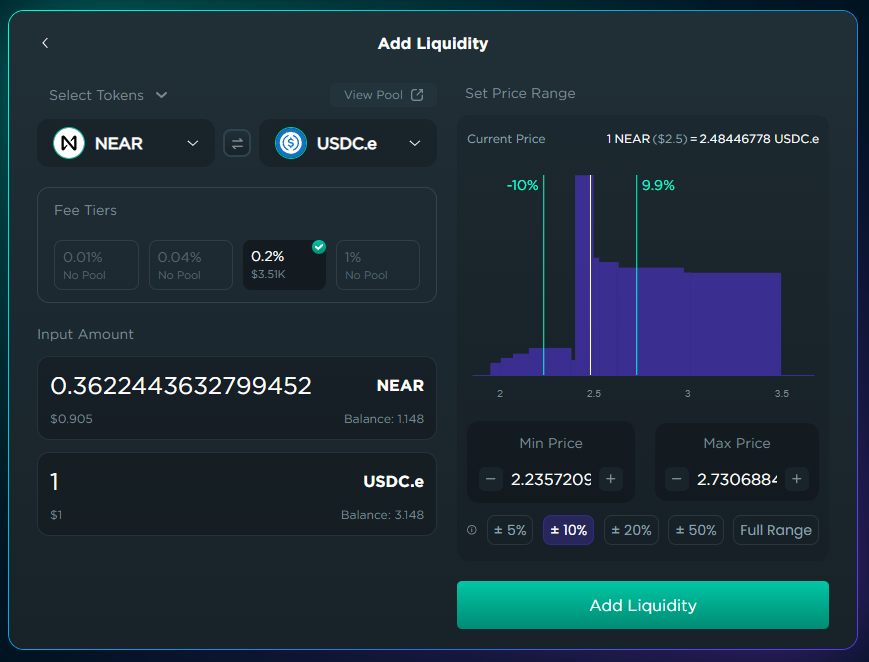 Add Liquidity
Select Tokens
View Pool
NEAR
USDC.e
Fee Tiers
0.01%
No Pool
0.04%
No Pool
0.2%
$3.51K
1%
No Pool
Input Amount
0.3622443632799452
NEAR
$0.905
Balance: 1.148
1
USDC.e
$1
Balance: 3.148
Set Price Range
Current Price
1 NEAR ($2.5) = 2.48446778 USDC.e
-10%
9.9%
2
2.5
3
3.5
Min Price
Max Price
− 2.2357209 +
− 2.7306884 +
± 5%
± 10%
± 20%
± 50%
Full Range
Add Liquidity